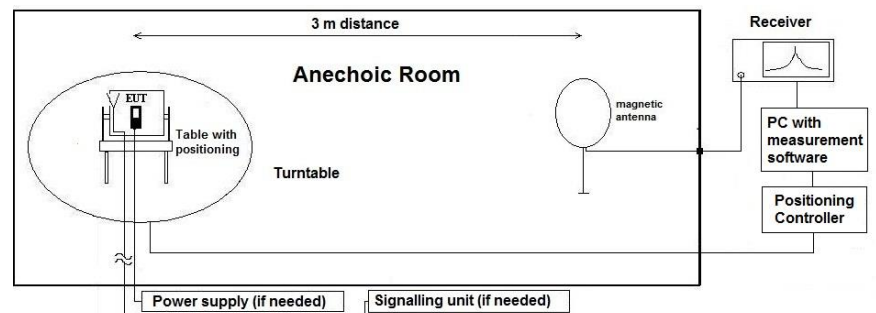 3 m distance
Receiver
Anechoic Room
EUT
magnetic
antenna
Table with
positioning
PC with
measurement
software
Turntable
Positioning
Controller
Power supply (if needed)
Signalling unit (if needed)